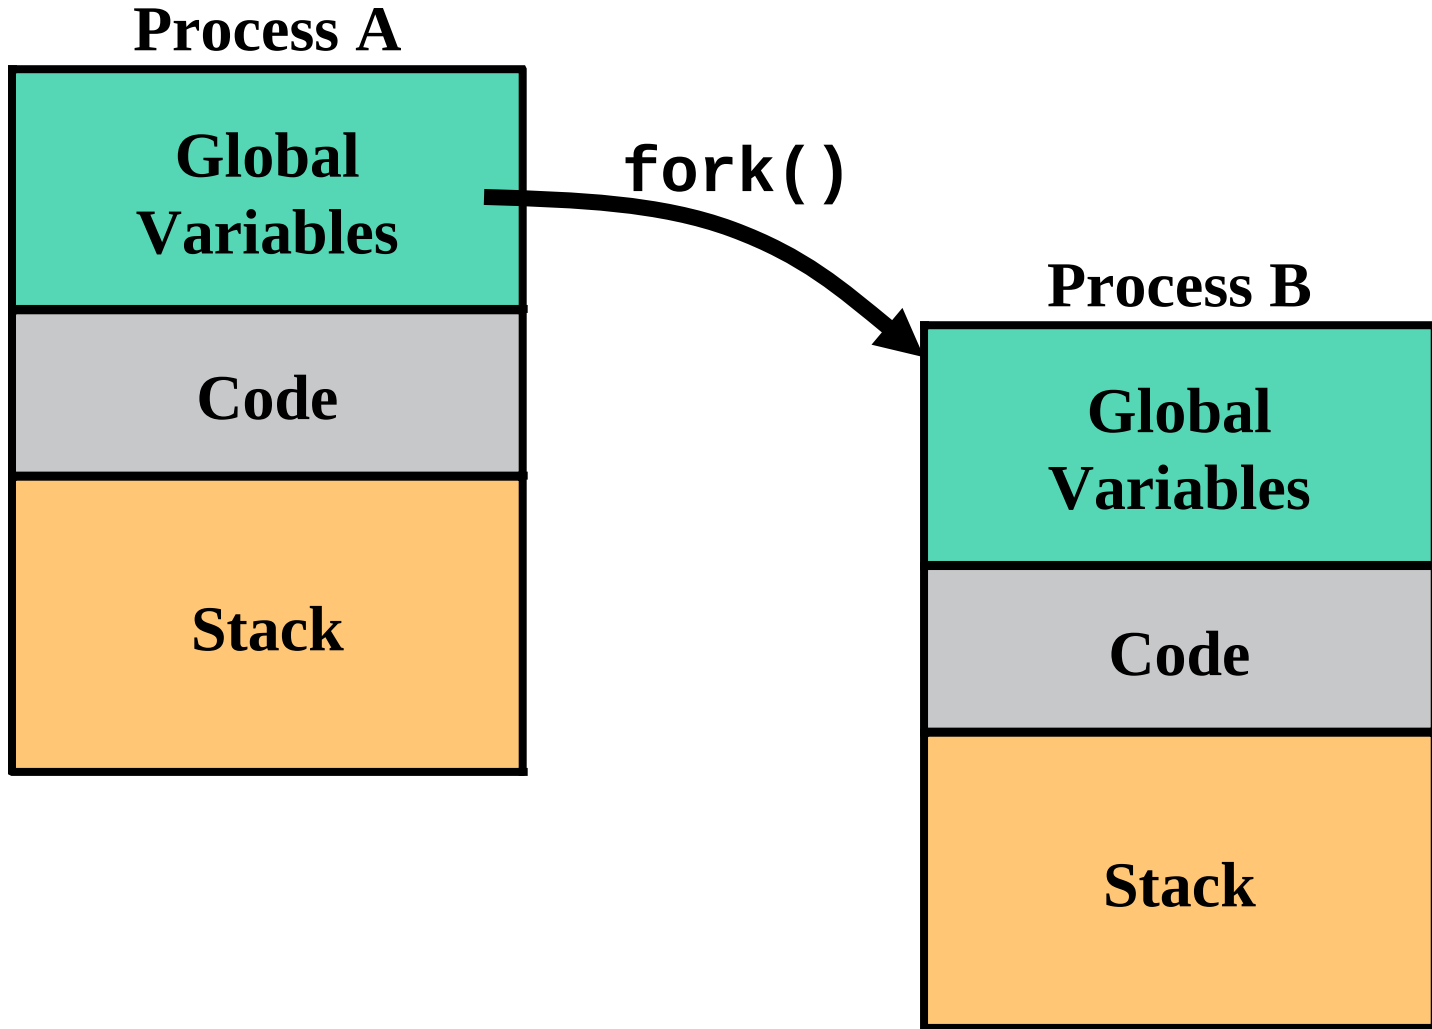 Process A
Global
Variables
Code
Stack
fork()
Process B
Global
Variables
Code
Stack